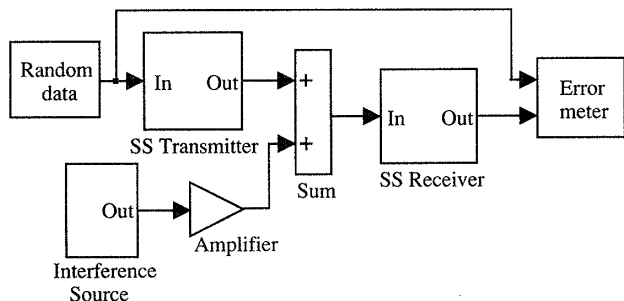 Random
data
In Out
SS Transmitter
+
+
Sum
In Out
SS Receiver
Error
meter
Out
Interference
Source
Amplifier